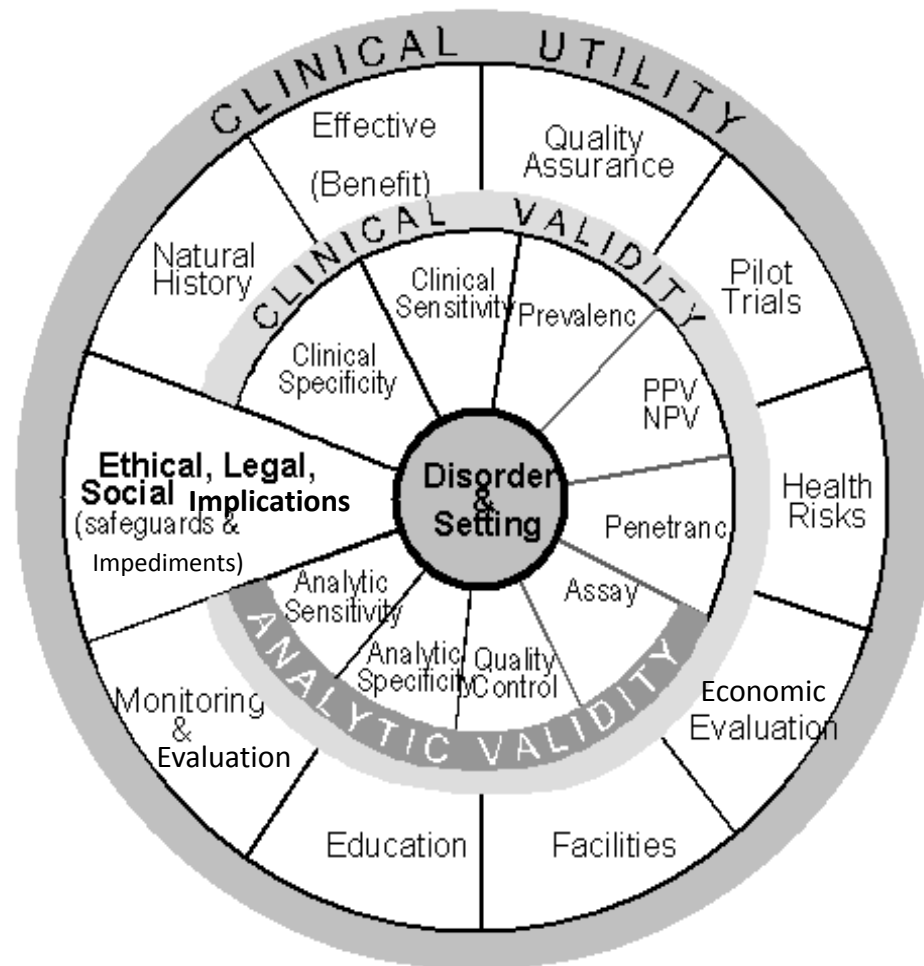 CLINICAL UTILITY
Effective
(Benefit)
Quality
Assurance
Natural
History
Pilot
Trials
CLINICAL VALIDITY
Clinical
Sensitivity
Prevalenc
Clinical
Specificity
PPV
NPV
Ethical, Legal,
Social Implications
(safeguards &
Impediments)
Disorder
&
Setting
Health
Risks
Penetranc
Analytic
Sensitivity
Assay
Analytic
Specificity
Quality
Control
ANALYTIC VALIDITY
Monitoring
&
Evaluation
Economic
Evaluation
Education
Facilities